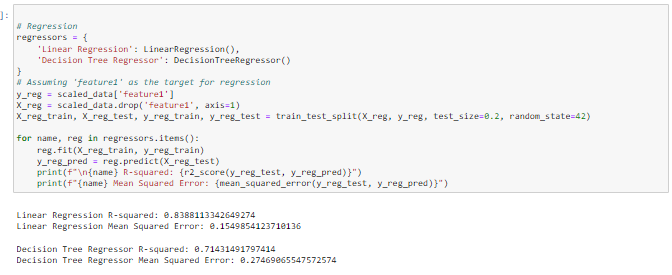 ]:
# Regression
regressors = {
    'Linear Regression': LinearRegression(),
    'Decision Tree Regressor': DecisionTreeRegressor()
}
# Assuming 'feature1' as the target for regression
y_reg = scaled_data['feature1']
X_reg = scaled_data.drop('feature1', axis=1)
X_reg_train, X_reg_test, y_reg_train, y_reg_test = train_test_split(X_reg, y_reg, test_size=0.2, random_state=42)
for name, reg in regressors.items():
    reg.fit(X_reg_train, y_reg_train)
    y_reg_pred = reg.predict(X_reg_test)
    print(f"\n{name} R-squared: {r2_score(y_reg_test, y_reg_pred)}")
    print(f"{name} Mean Squared Error: {mean_squared_error(y_reg_test, y_reg_pred)}")
Linear Regression R-squared: 0.8388113342649274
Linear Regression Mean Squared Error: 0.1549854123710136
Decision Tree Regressor R-squared: 0.71431491797414
Decision Tree Regressor Mean Squared Error: 0.27469065547572574